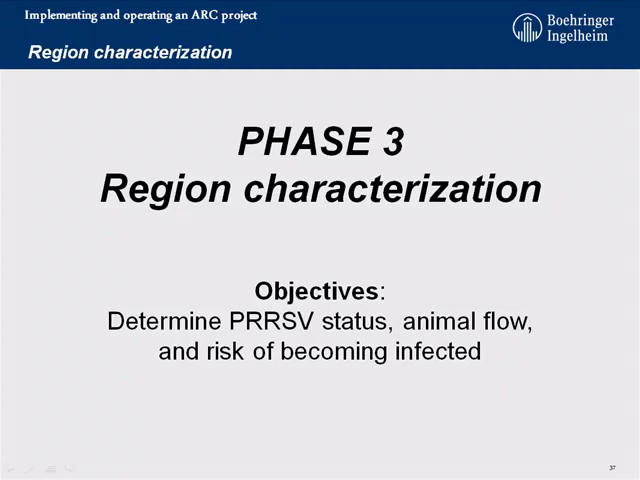 Implementing and operating an ARC project
Boehringer
Ingelheim
Region characterization
PHASE 3
Region characterization
Objectives:
Determine PRRSV status, animal flow,
and risk of becoming infected
37